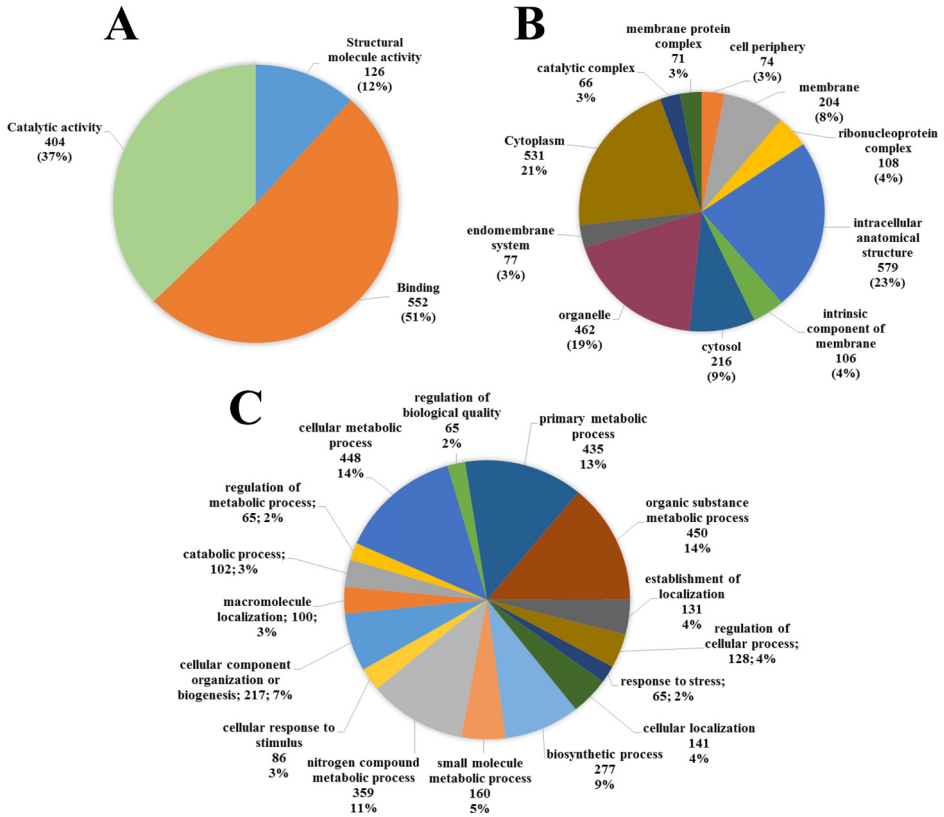 A
Structural
molecule activity
126
(12%)
Catalytic activity
404
(37%)
Binding
552
(51%)
B
membrane protein
complex
71
3%
cell periphery
74
(3%)
catalytic complex
66
3%
membrane
204
(8%)
ribonucleoprotein
complex
108
(4%)
Cytoplasm
531
21%
intracellular
anatomical
structure
579
(23%)
endomembrane
system
77
(3%)
intrinsic
component of
membrane
106
(4%)
organelle
462
(19%)
cytosol
216
(9%)
C
regulation of
biological quality
65
2%
cellular metabolic
process
448
14%
primary metabolic
process
435
13%
regulation of
metabolic process;
65; 2%
organic substance
metabolic process
450
14%
catabolic process;
102; 3%
establishment of
localization
131
4%
macromolecule
localization; 100;
3%
regulation of
cellular process;
128; 4%
cellular component
organization or
biogenesis; 217; 7%
response to stress;
65; 2%
cellular response to
stimulus
86
3%
cellular localization
141
4%
nitrogen compound
metabolic process
359
11%
small molecule
metabolic process
160
5%
biosynthetic process
277
9%